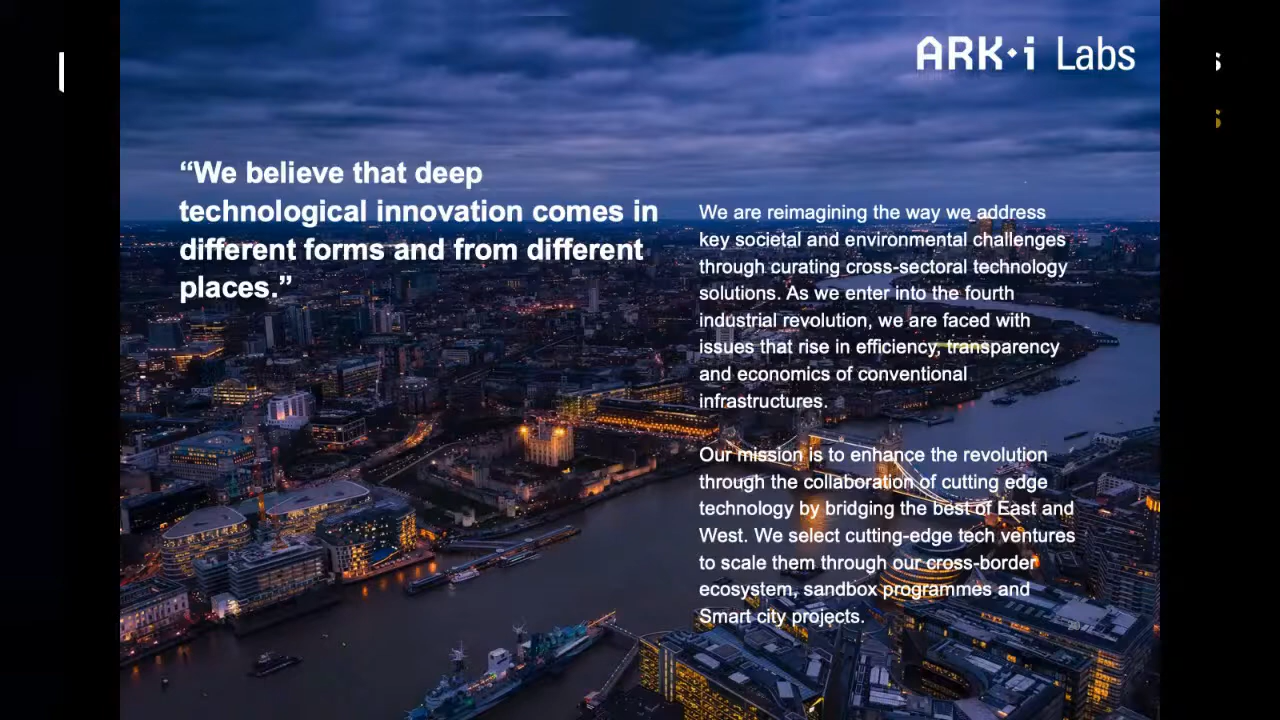 ARK·i Labs
“We believe that deep
technological innovation comes in
different forms and from different
places.”
We are reimagining the way we address
key societal and environmental challenges
through curating cross-sectoral technology
solutions. As we enter into the fourth
industrial revolution, we are faced with
issues that rise in efficiency, transparency
and economics of conventional
infrastructures.
Our mission is to enhance the revolution
through the collaboration of cutting edge
technology by bridging the best of East and
West. We select cutting-edge tech ventures
to scale them through our cross-border
ecosystem, sandbox programmes and
Smart city projects.